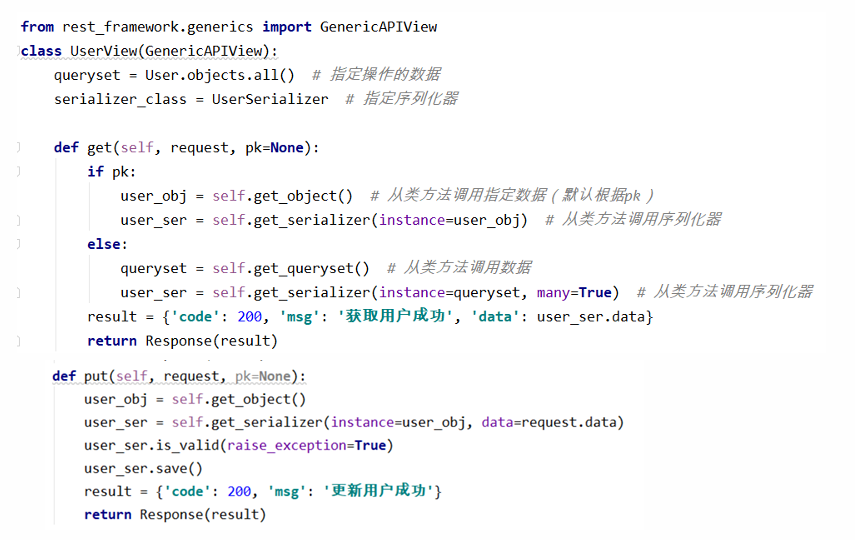 from rest_framework.generics import GenericAPIView
class UserView(GenericAPIView):
    queryset = User.objects.all()  # 指定操作的数据
    serializer_class = UserSerializer  # 指定序列化器

    def get(self, request, pk=None):
        if pk:
            user_obj = self.get_object()  # 从类方法调用指定数据（默认根据pk）
            user_ser = self.get_serializer(instance=user_obj)  # 从类方法调用序列化器
        else:
            queryset = self.get_queryset()  # 从类方法调用数据
            user_ser = self.get_serializer(instance=queryset, many=True)  # 从类方法调用序列化器
        result = {'code': 200, 'msg': '获取用户成功', 'data': user_ser.data}
        return Response(result)
    def put(self, request, pk=None):
        user_obj = self.get_object()
        user_ser = self.get_serializer(instance=user_obj, data=request.data)
        user_ser.is_valid(raise_exception=True)
        user_ser.save()
        result = {'code': 200, 'msg': '更新用户成功'}
        return Response(result)